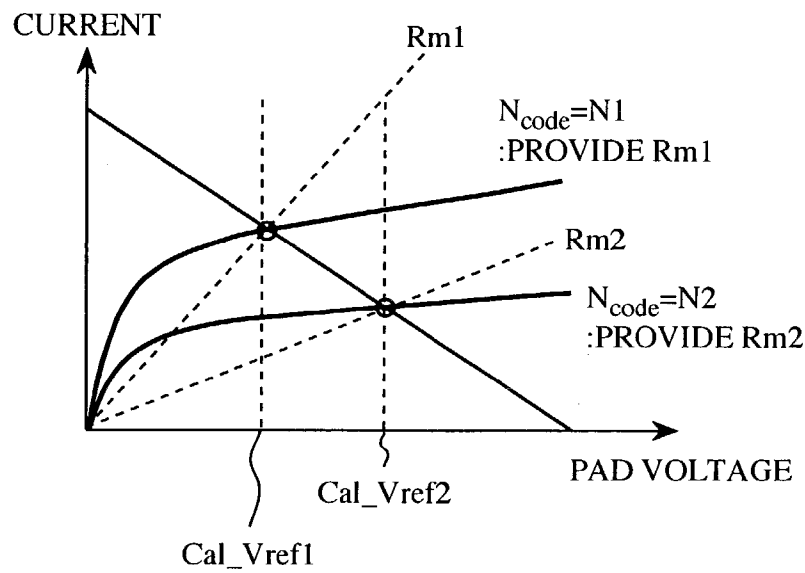 CURRENT
Rm1
N_code=N1
:PROVIDE Rm1
Rm2
N_code=N2
:PROVIDE Rm2
PAD VOLTAGE
Cal_Vref2
Cal_Vref1